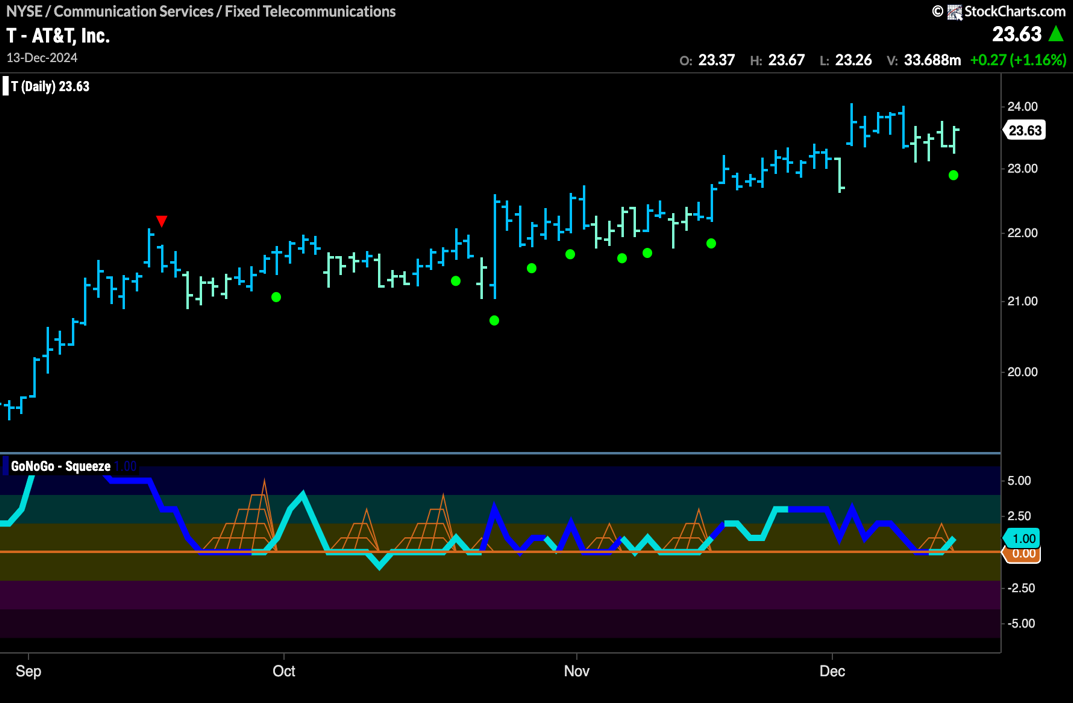 NYSE / Communication Services / Fixed Telecommunications
© StockCharts.com
T - AT&T, Inc.
23.63
13-Dec-2024
O: 23.37 H: 23.67 L: 23.26 V: 33.688m +0.27 (+1.16%)
T (Daily) 23.63
24.00
23.63
23.00
22.00
21.00
20.00
GoNoGo - Squeeze 1.00
5.00
2.50
1.00
0.00
-2.50
-5.00
Sep Oct Nov Dec